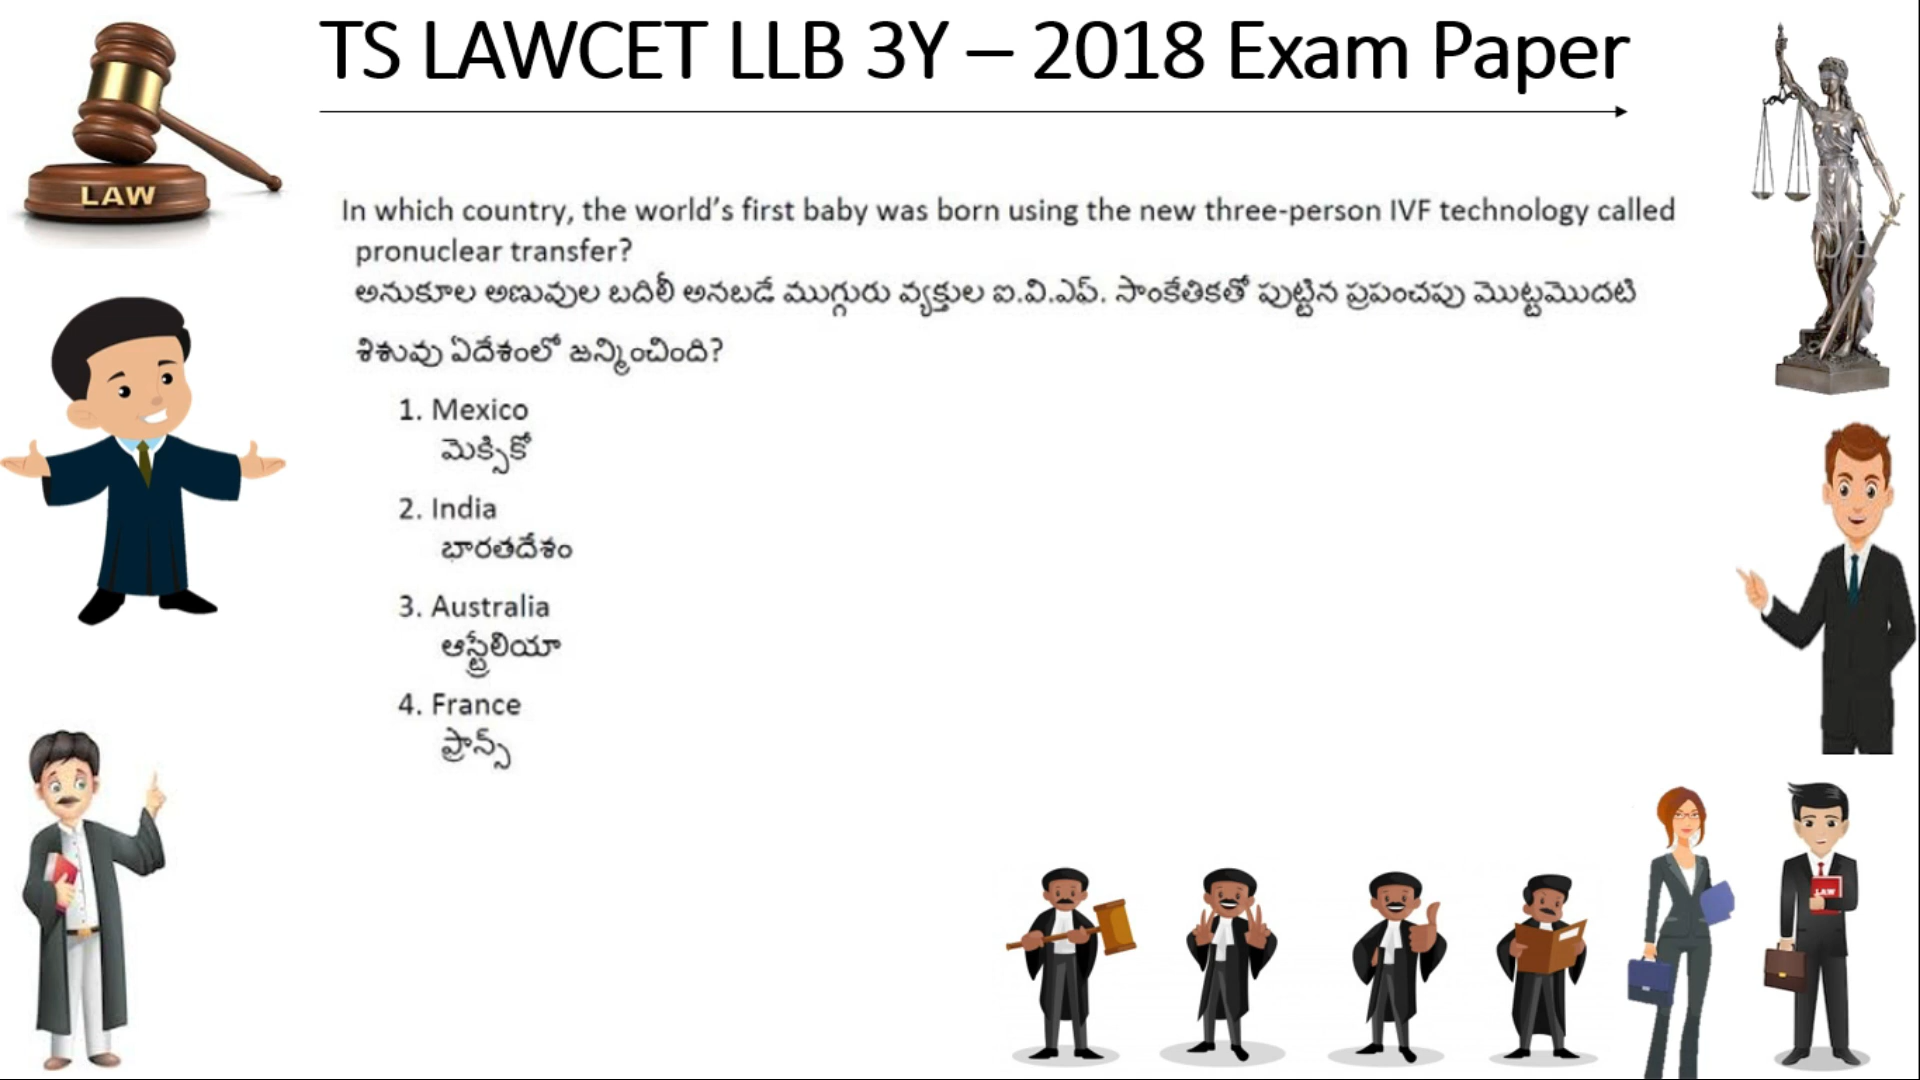 TS LAWCET LLB 3Y – 2018 Exam Paper
LAW
In which country, the world's first baby was born using the new three-person IVF technology called
pronuclear transfer?
అనుకూల అణువుల బదిలీ అనబడే ముగ్గురు వ్యక్తుల ఐ.వి.ఎఫ్. సాంకేతికతో పుట్టిన ప్రపంచపు మొట్టమొదటి
శిశువు ఏదేశంలో జన్మించింది?
1. Mexico
మెక్సికో
2. India
భారతదేశం
3. Australia
ఆస్ట్రేలియా
4. France
ఫ్రాన్స్
LAW